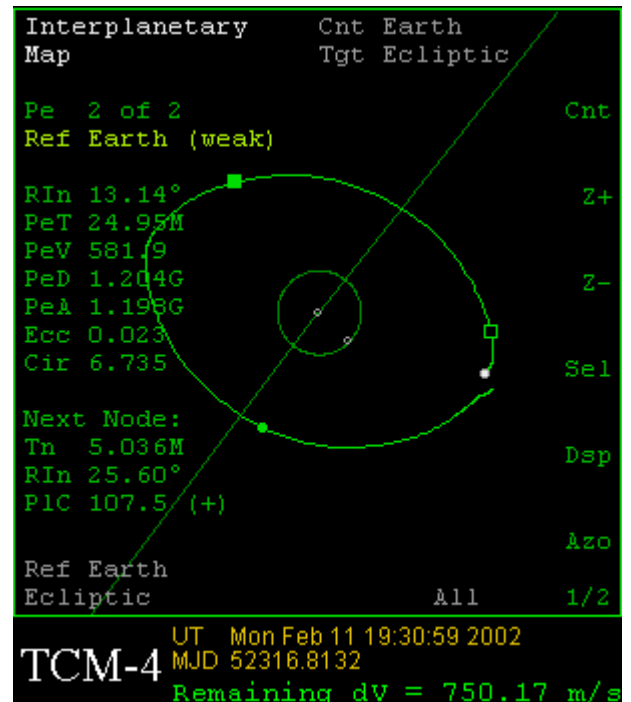 Interplanetary Cnt Earth
Map Tgt Ecliptic
Pe 2 of 2 Cnt
Ref Earth (weak)
RIn 13.14° Z+
PeT 24.95M
PeV 581.9
PeD 1.204G Z-
PeA 1.198G
Ecc 0.023
Cir 6.735 Sel
Next Node:
Tn 5.036M Dsp
RIn 25.60°
PlC 107.5 (+)
Azo
Ref Earth
Ecliptic All 1/2
UT Mon Feb 11 19:30:59 2002
TCM-4 MJD 52316.8132
Remaining dV = 750.17 m/s